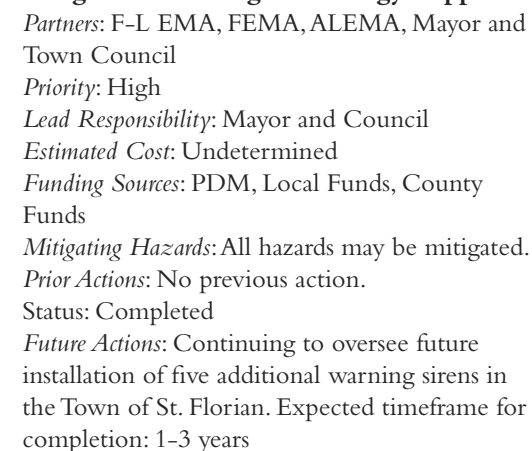 Partners: F-L EMA, FEMA, ALEMA, Mayor and
Town Council
Priority: High
Lead Responsibility: Mayor and Council
Estimated Cost: Undetermined
Funding Sources: PDM, Local Funds, County
Funds
Mitigating Hazards: All hazards may be mitigated.
Prior Actions: No previous action.
Status: Completed
Future Actions: Continuing to oversee future
installation of five additional warning sirens in
the Town of St. Florian. Expected timeframe for
completion: 1-3 years